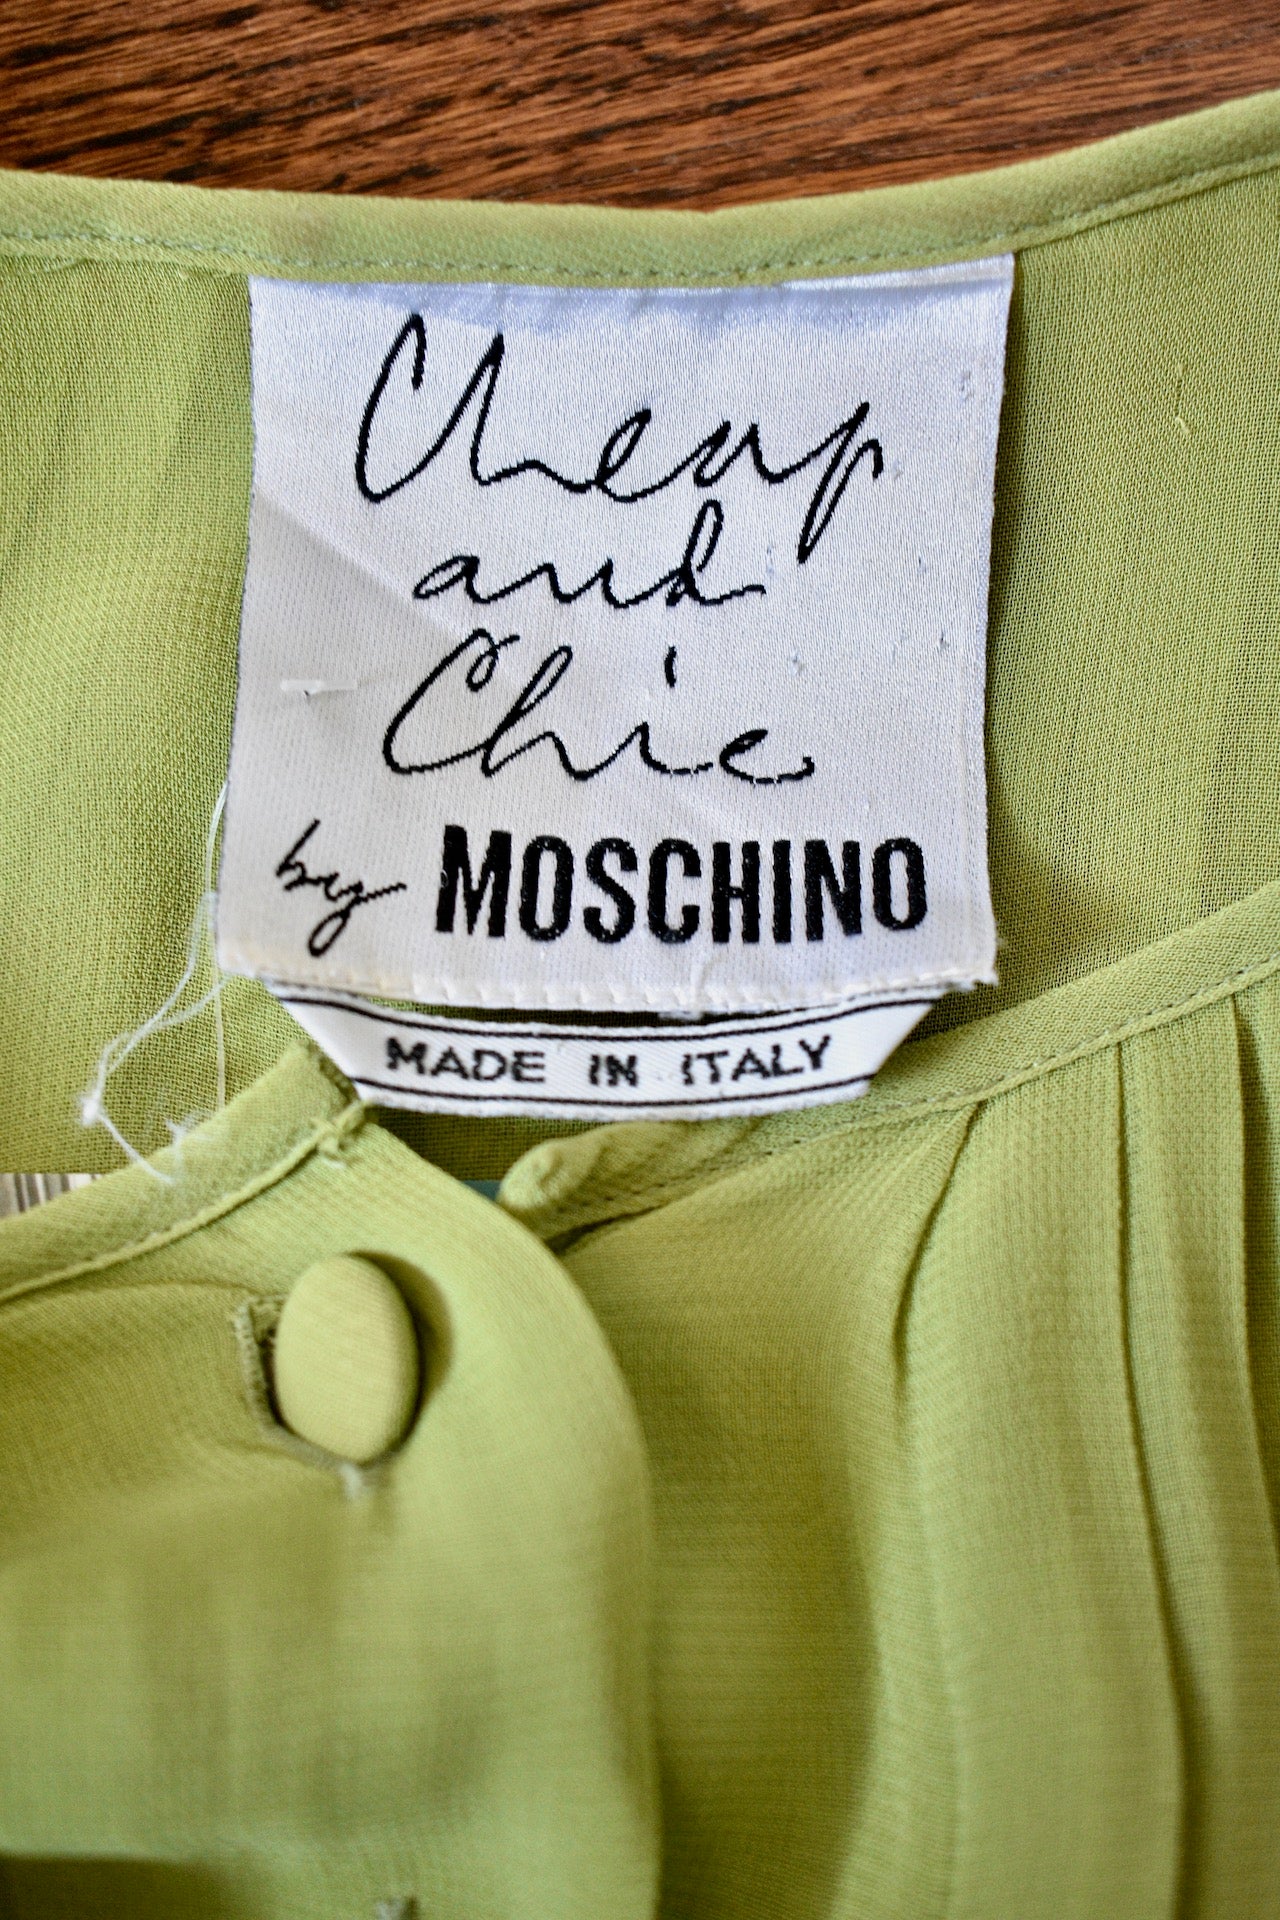 Cheap
and
Chic
by MOSCHINO
MADE IN ITALY